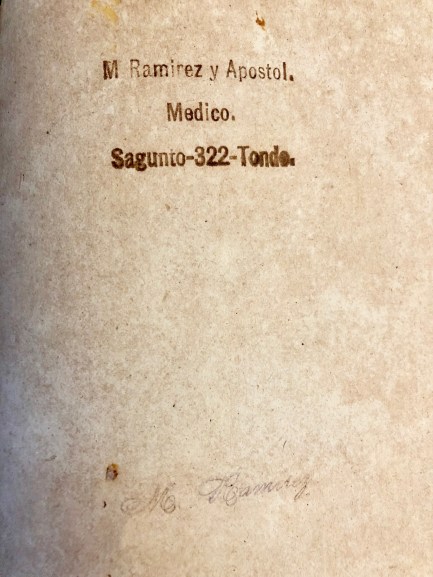 M Ramirez y Apostol.
Medico.
Sagunto-322-Tondo.
M. Ramirez